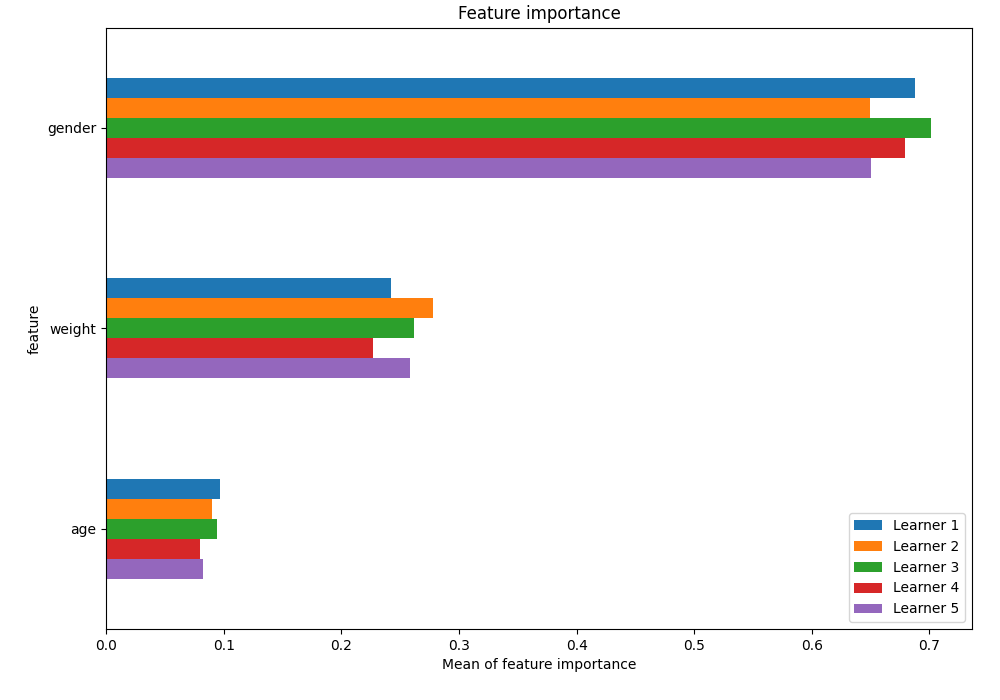 Feature importance
gender
weight
age
feature
Learner 1
Learner 2
Learner 3
Learner 4
Learner 5
0.0 0.1 0.2 0.3 0.4 0.5 0.6 0.7
Mean of feature importance